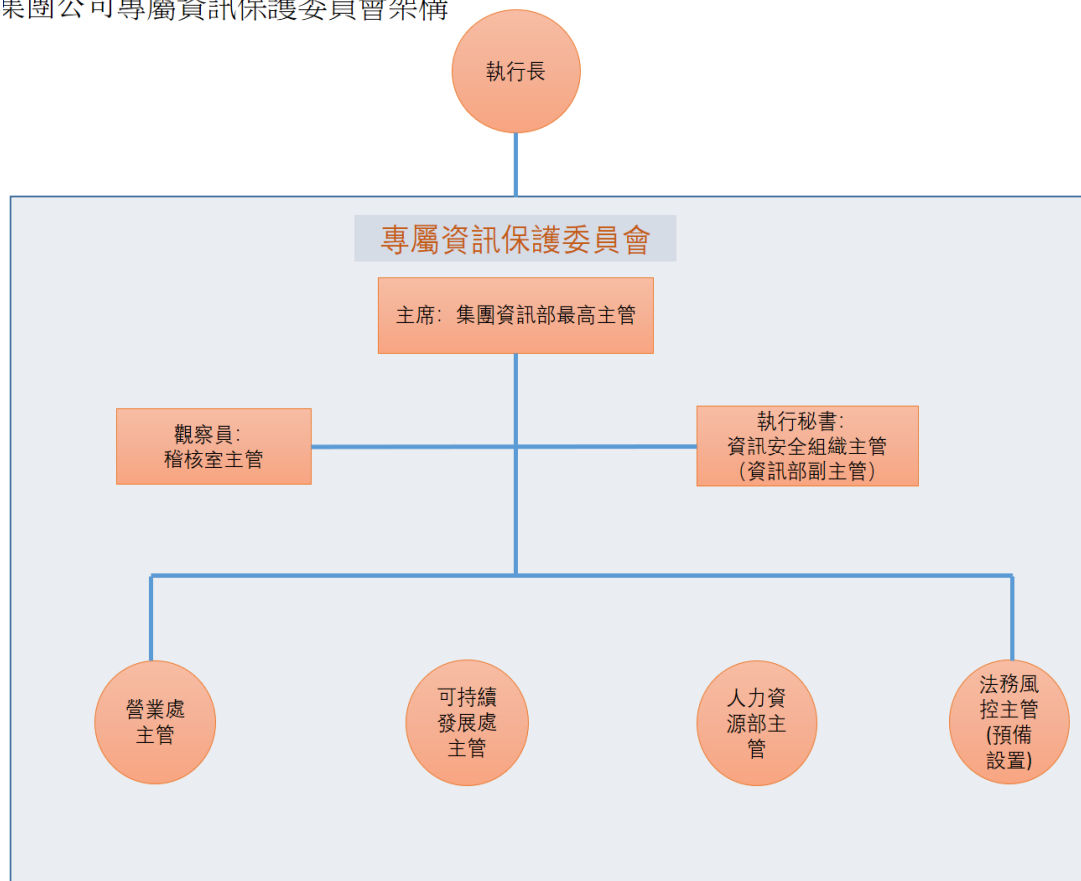 集團公司專屬資訊保護委員會架構
執行長
專屬資訊保護委員會
主席：集團資訊部最高主管
觀察員：
稽核室主管
執行秘書：
資訊安全組織主管
（資訊部副主管）
營業處
主管
可持續
發展處
主管
人力資
源部主
管
法務風
控主管
(預備
設置)